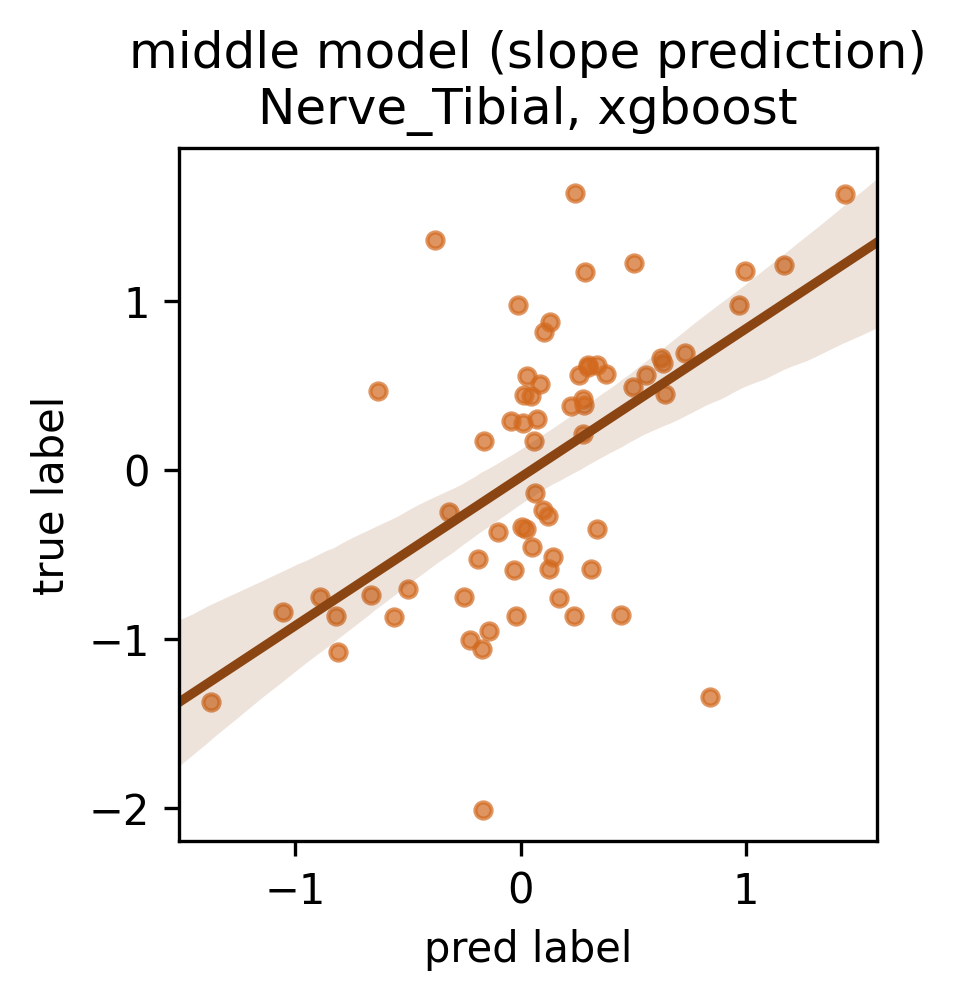 middle model (slope prediction)
Nerve_Tibial, xgboost
true label
1
0
−1
−2
−1
0
1
pred label